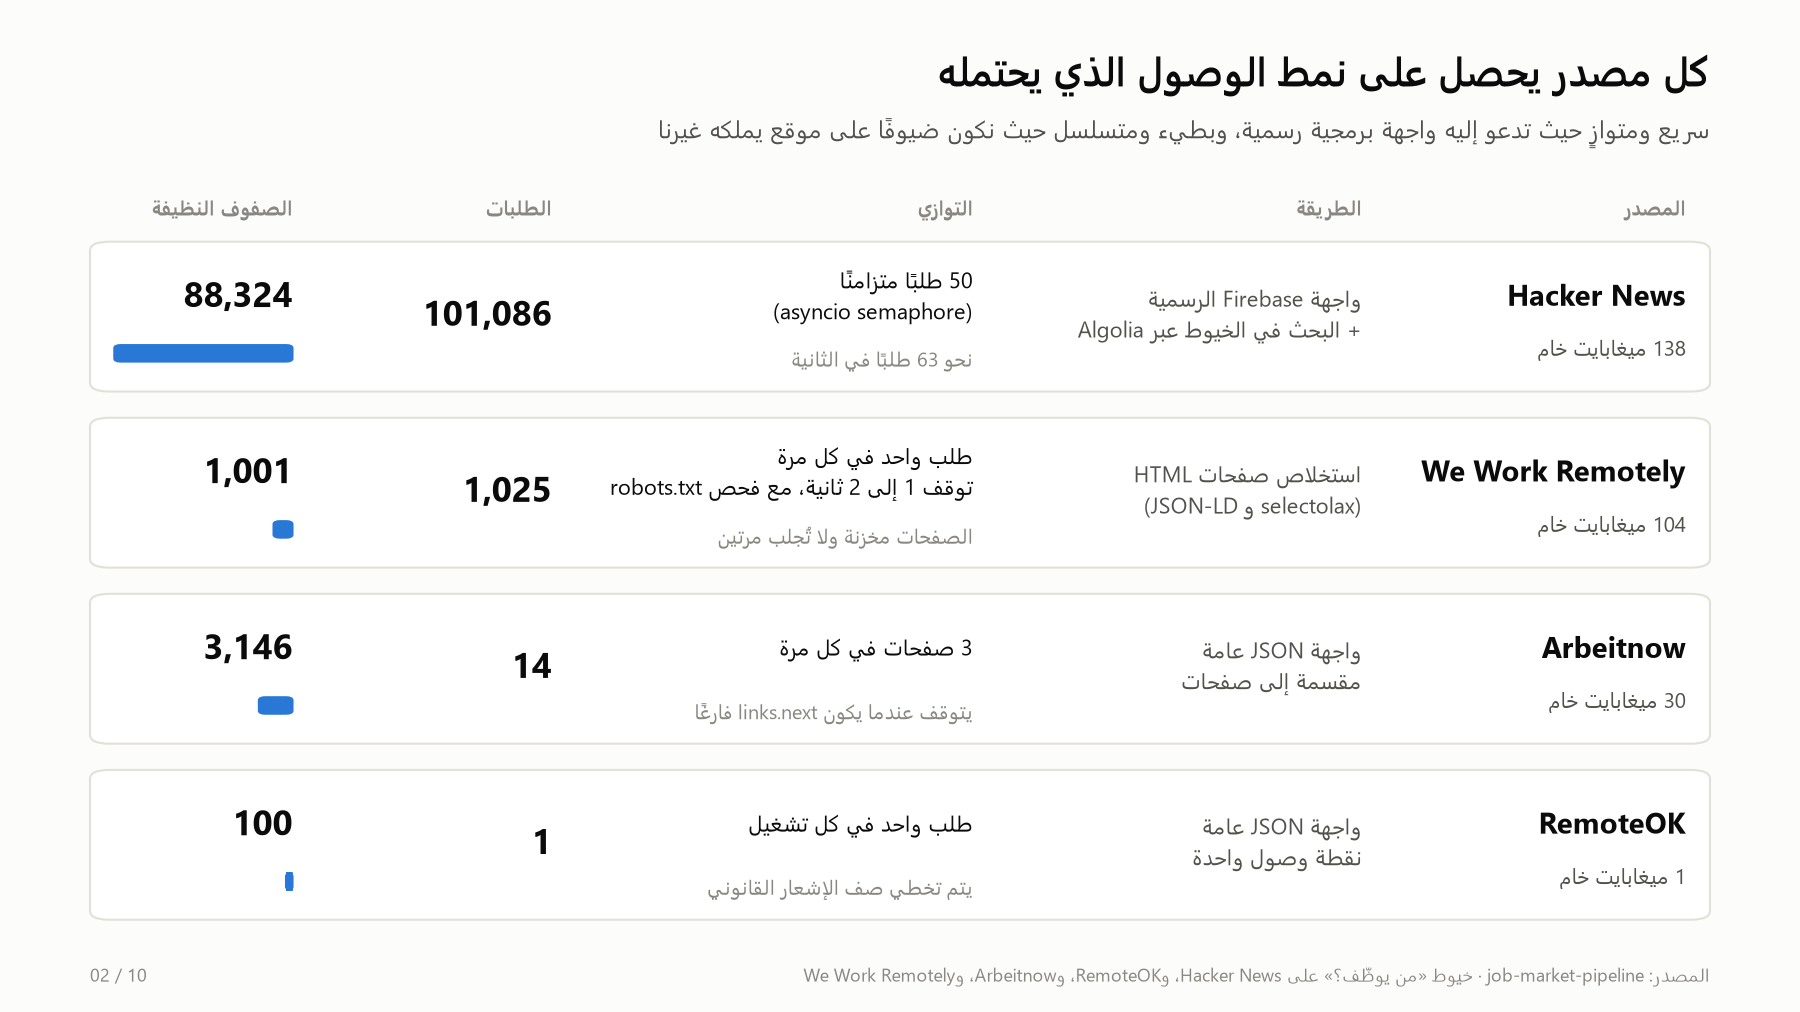 كل مصدر يحصل على نمط الوصول الذي يحتمله
سريع ومتوازٍ حيث تدعو إليه واجهة برمجية رسمية، وبطيء ومتسلسل حيث نكون ضيوفًا على موقع يملكه غيرنا
المصدر
الطريقة
التوازي
الطلبات
الصفوف النظيفة
Hacker News
138 ميغابايت خام
واجهة Firebase الرسمية
+ البحث في الخيوط عبر Algolia
50 طلبًا متزامنًا
(asyncio semaphore)
نحو 63 طلبًا في الثانية
101,086
88,324
We Work Remotely
104 ميغابايت خام
استخلاص صفحات HTML
(selectolax و JSON-LD)
طلب واحد في كل مرة
توقف 1 إلى 2 ثانية، مع فحص robots.txt
الصفحات مخزنة ولا تُجلب مرتين
1,025
1,001
Arbeitnow
30 ميغابايت خام
واجهة JSON عامة
مقسمة إلى صفحات
3 صفحات في كل مرة
يتوقف عندما يكون links.next فارغًا
14
3,146
RemoteOK
1 ميغابايت خام
واجهة JSON عامة
نقطة وصول واحدة
طلب واحد في كل تشغيل
يتم تخطي صف الإشعار القانوني
1
100
المصدر: job-market-pipeline · خيوط «من يوظّف؟» على Hacker News، وRemoteOK، وArbeitnow، وWe Work Remotely
02 / 10